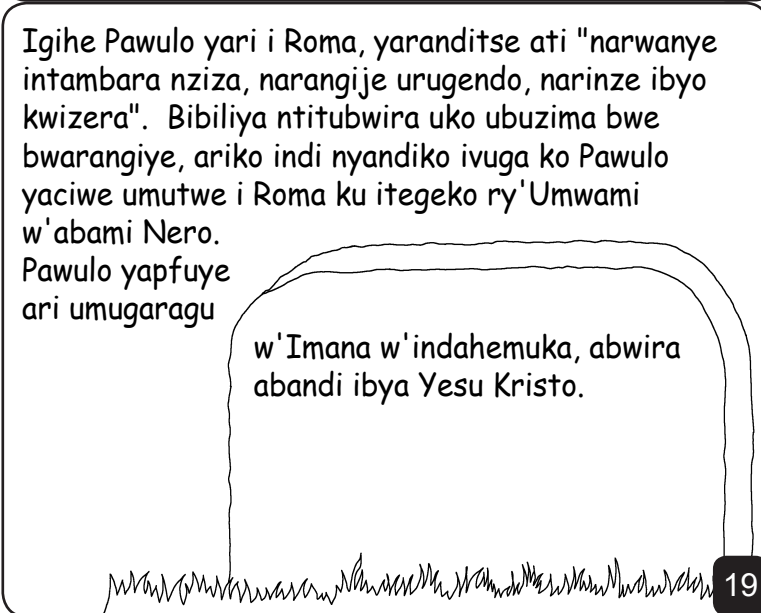 Igihe Pawulo yari i Roma, yaranditse ati "narwanye
intambara nziza, narangije urugendo, narinze ibyo
kwizera".  Bibiliya ntitubwira uko ubuzima bwe
bwarangiye, ariko indi nyandiko ivuga ko Pawulo
yaciwe umutwe i Roma ku itegeko ry'Umwami
w'abami Nero.
Pawulo yapfuye
ari umugaragu
w'Imana w'indahemuka, abwira
abandi ibya Yesu Kristo.
19